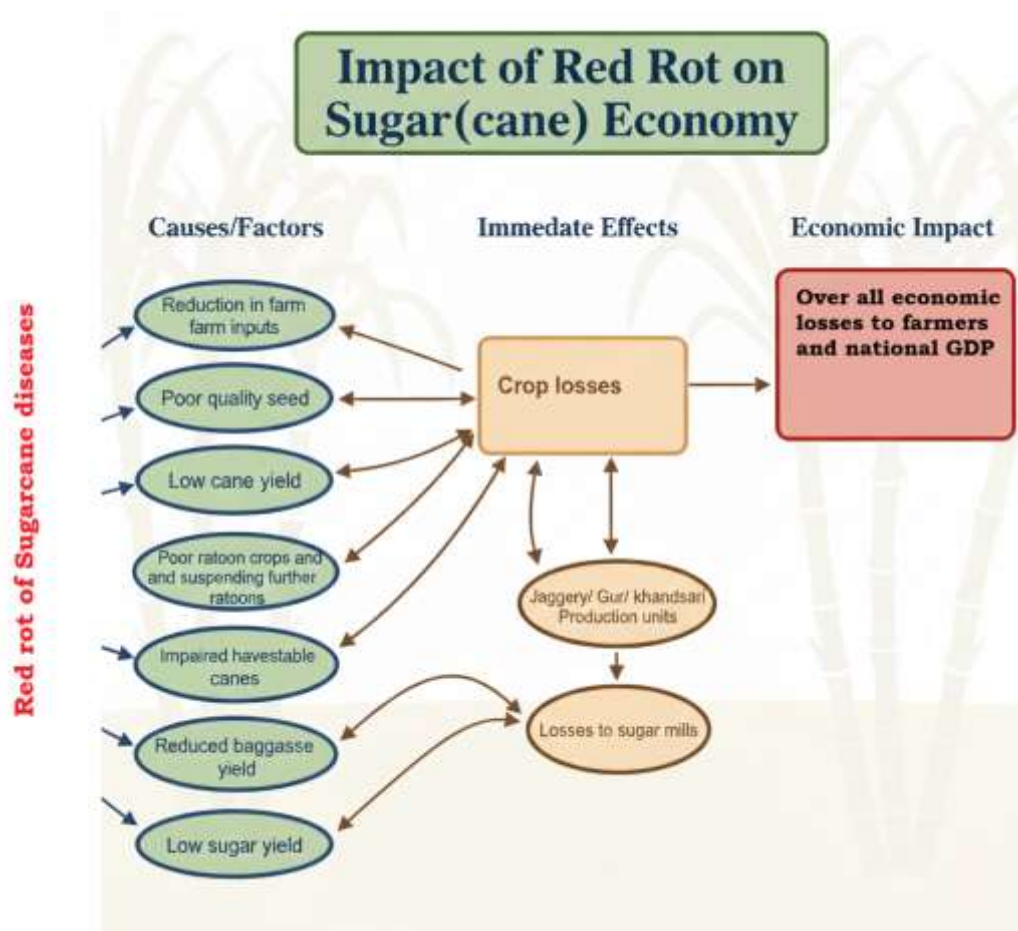 Impact of Red Rot on
Sugar(cane) Economy
Causes/Factors
Immedate Effects
Economic Impact
Red rot of Sugarcane diseases
Reduction in farm
farm inputs
Poor quality seed
Low cane yield
Poor ratoon crops and
and suspending further
ratoons
Impaired havestable
canes
Reduced baggasse
yield
Low sugar yield
Crop losses
Jaggery/ Gur/ khandsari
Production units
Losses to sugar mills
Over all economic
losses to farmers
and national GDP